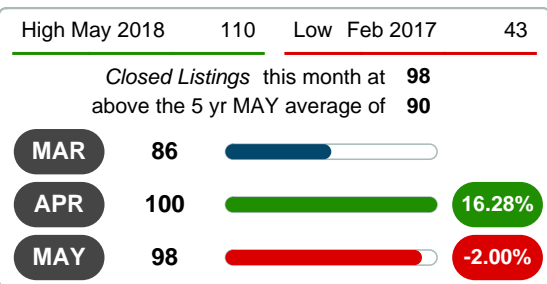 High May 2018 110 Low Feb 2017 43
Closed Listings this month at 98
above the 5 yr MAY average of 90
MAR 86
APR 100 16.28%
MAY 98 -2.00%